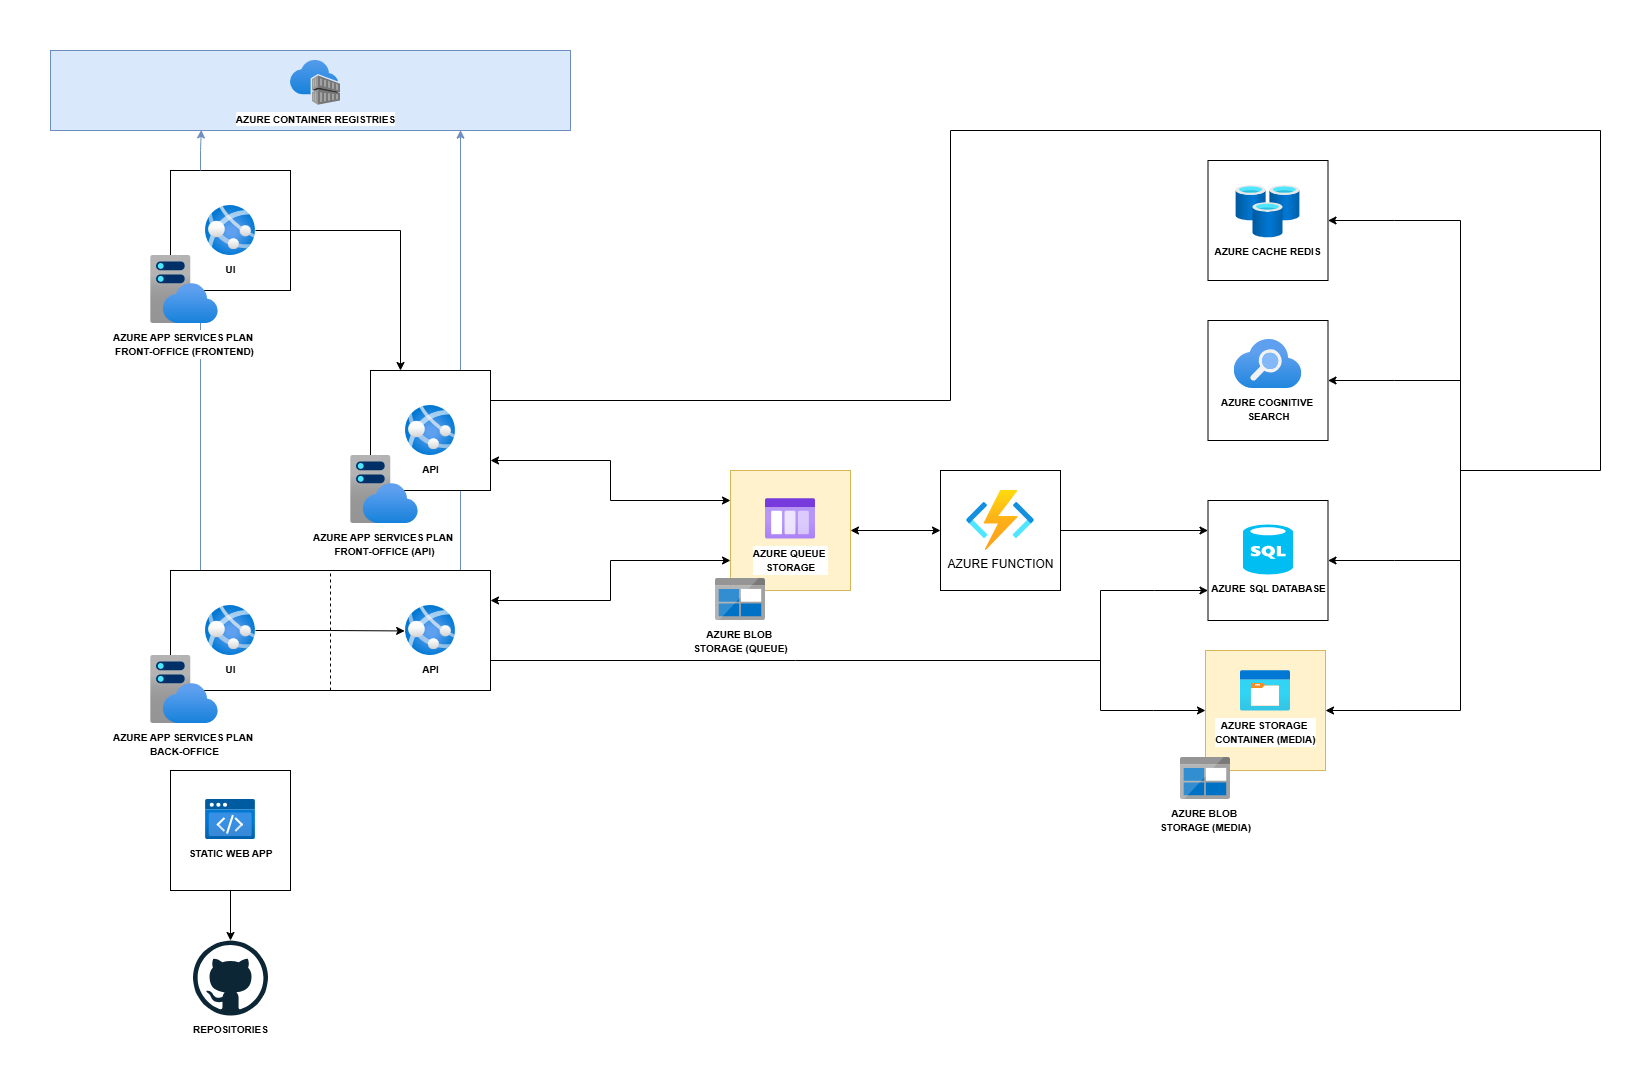 AZURE CONTAINER REGISTRIES
UI
AZURE APP SERVICES PLAN
FRONT-OFFICE (FRONTEND)
API
AZURE APP SERVICES PLAN
FRONT-OFFICE (API)
UI
API
AZURE APP SERVICES PLAN
BACK-OFFICE
STATIC WEB APP
REPOSITORIES
AZURE QUEUE
STORAGE
AZURE BLOB
STORAGE (QUEUE)
AZURE FUNCTION
AZURE CACHE REDIS
AZURE COGNITIVE
SEARCH
SQL
AZURE SQL DATABASE
AZURE STORAGE
CONTAINER (MEDIA)
AZURE BLOB
STORAGE (MEDIA)